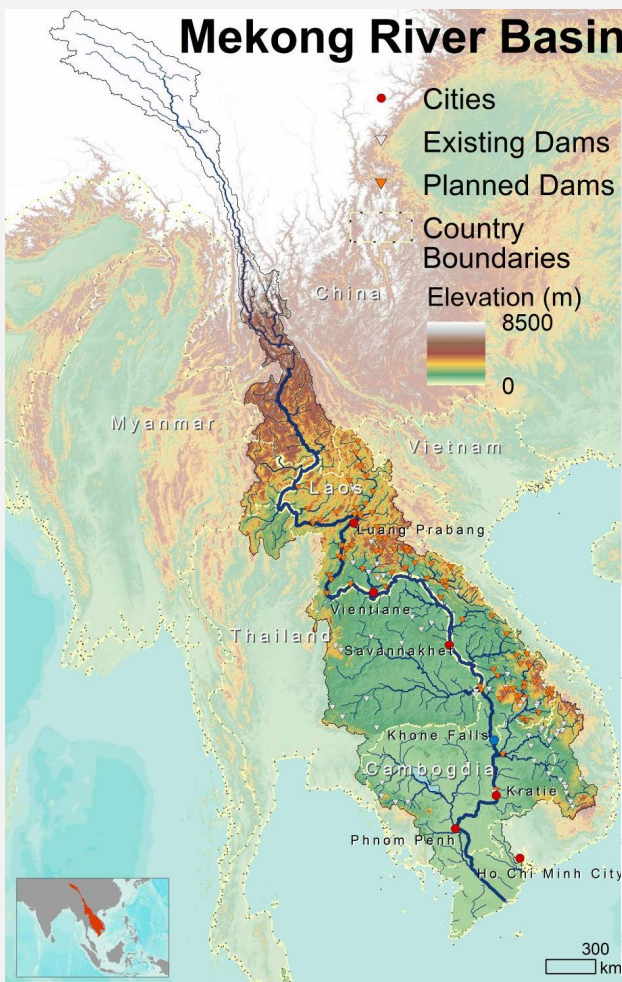 Mekong River Basin
Cities
Existing Dams
Planned Dams
Country
Boundaries
Elevation (m)
8500
0
China
Myanmar
Vietnam
Laos
Luang Prabang
Vientiane
Thailand
Savannakhet
Khone Falls
Cambogdia
Kratie
Phnom Penh
Ho Chi Minh City
300
km